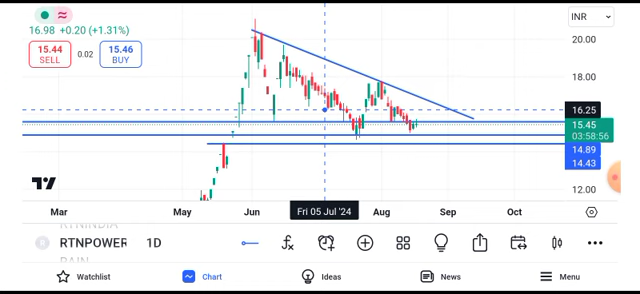 INR
16.98 +0.20 (+1.31%)
15.44 SELL
0.02
15.46 BUY
20.00
18.00
16.25
15.45
03:58:56
14.89
14.43
12.00
Mar May Jun Fri 05 Jul '24 Aug Sep Oct
RTNINDIA
R RTNPOWER 1D
RAIN
Watchlist Chart Ideas News Menu